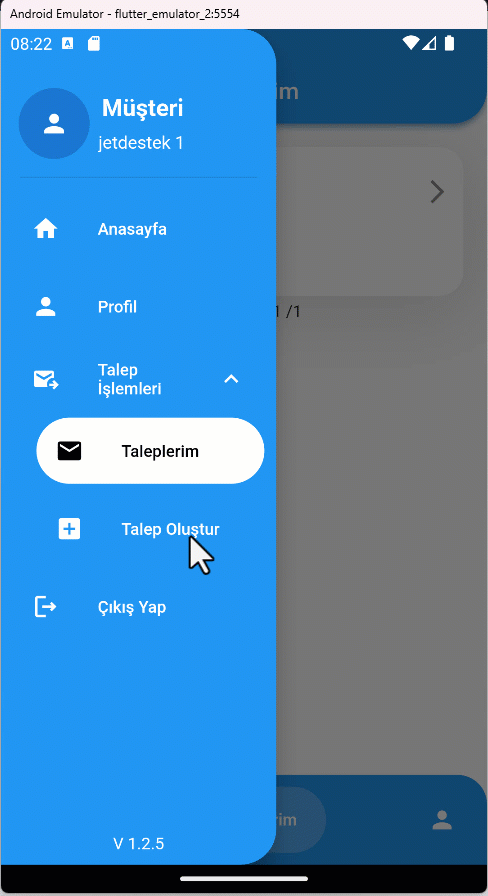 Android Emulator - flutter_emulator_2:5554
08:22
A
Müşteri
jetdestek 1
Anasayfa
Profil
Talep
İşlemleri
Taleplerim
Talep Oluştur
Çıkış Yap
V 1.2.5
im
1 /1
rim